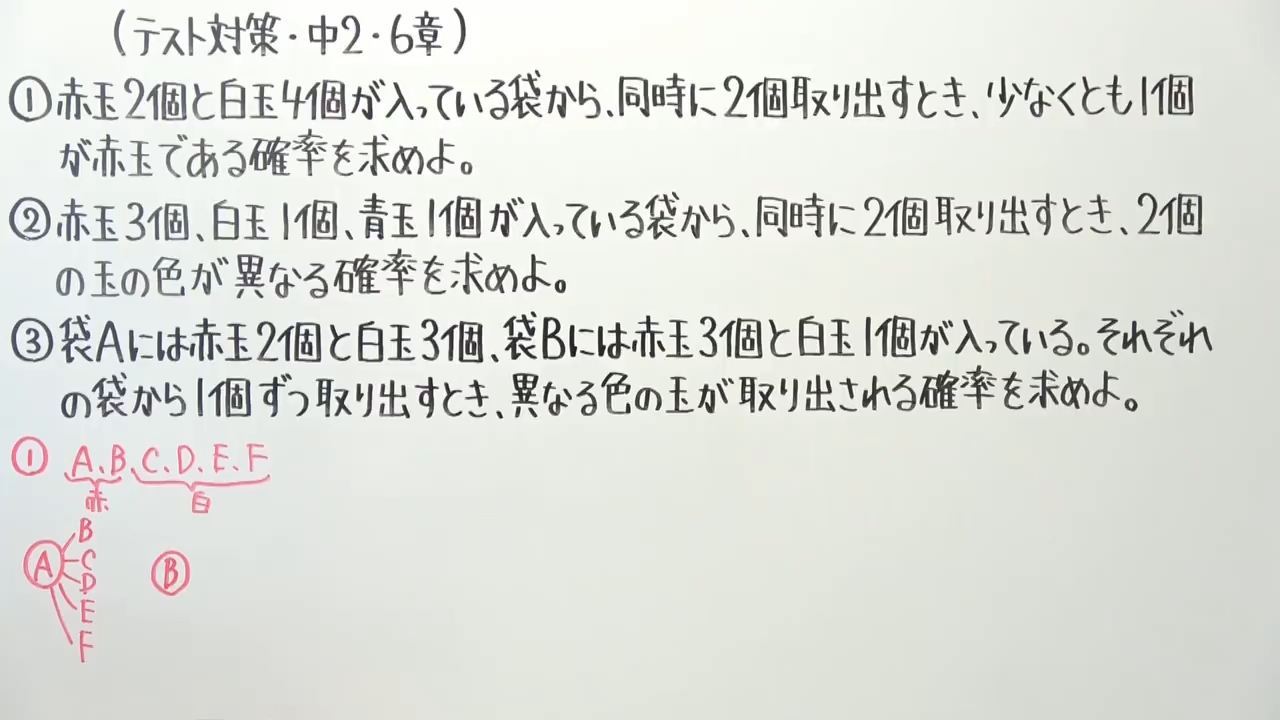 (テスト対策・中2・6章)
①赤玉2個と白玉4個が入っている袋から、同時に2個取り出すとき、少なくとも1個
が赤玉である確率を求めよ。
②赤玉3個、白玉1個、青玉1個が入っている袋から、同時に2個取り出すとき、2個
の玉の色が異なる確率を求めよ。
③袋Aには赤玉2個と白玉3個、袋Bには赤玉3個と白玉1個が入っている。それぞれ
の袋から1個ずつ取り出すとき、異なる色の玉が取り出される確率を求めよ。
① A、B、C、D、E、F
赤 白
B
C
A B
D
E
F